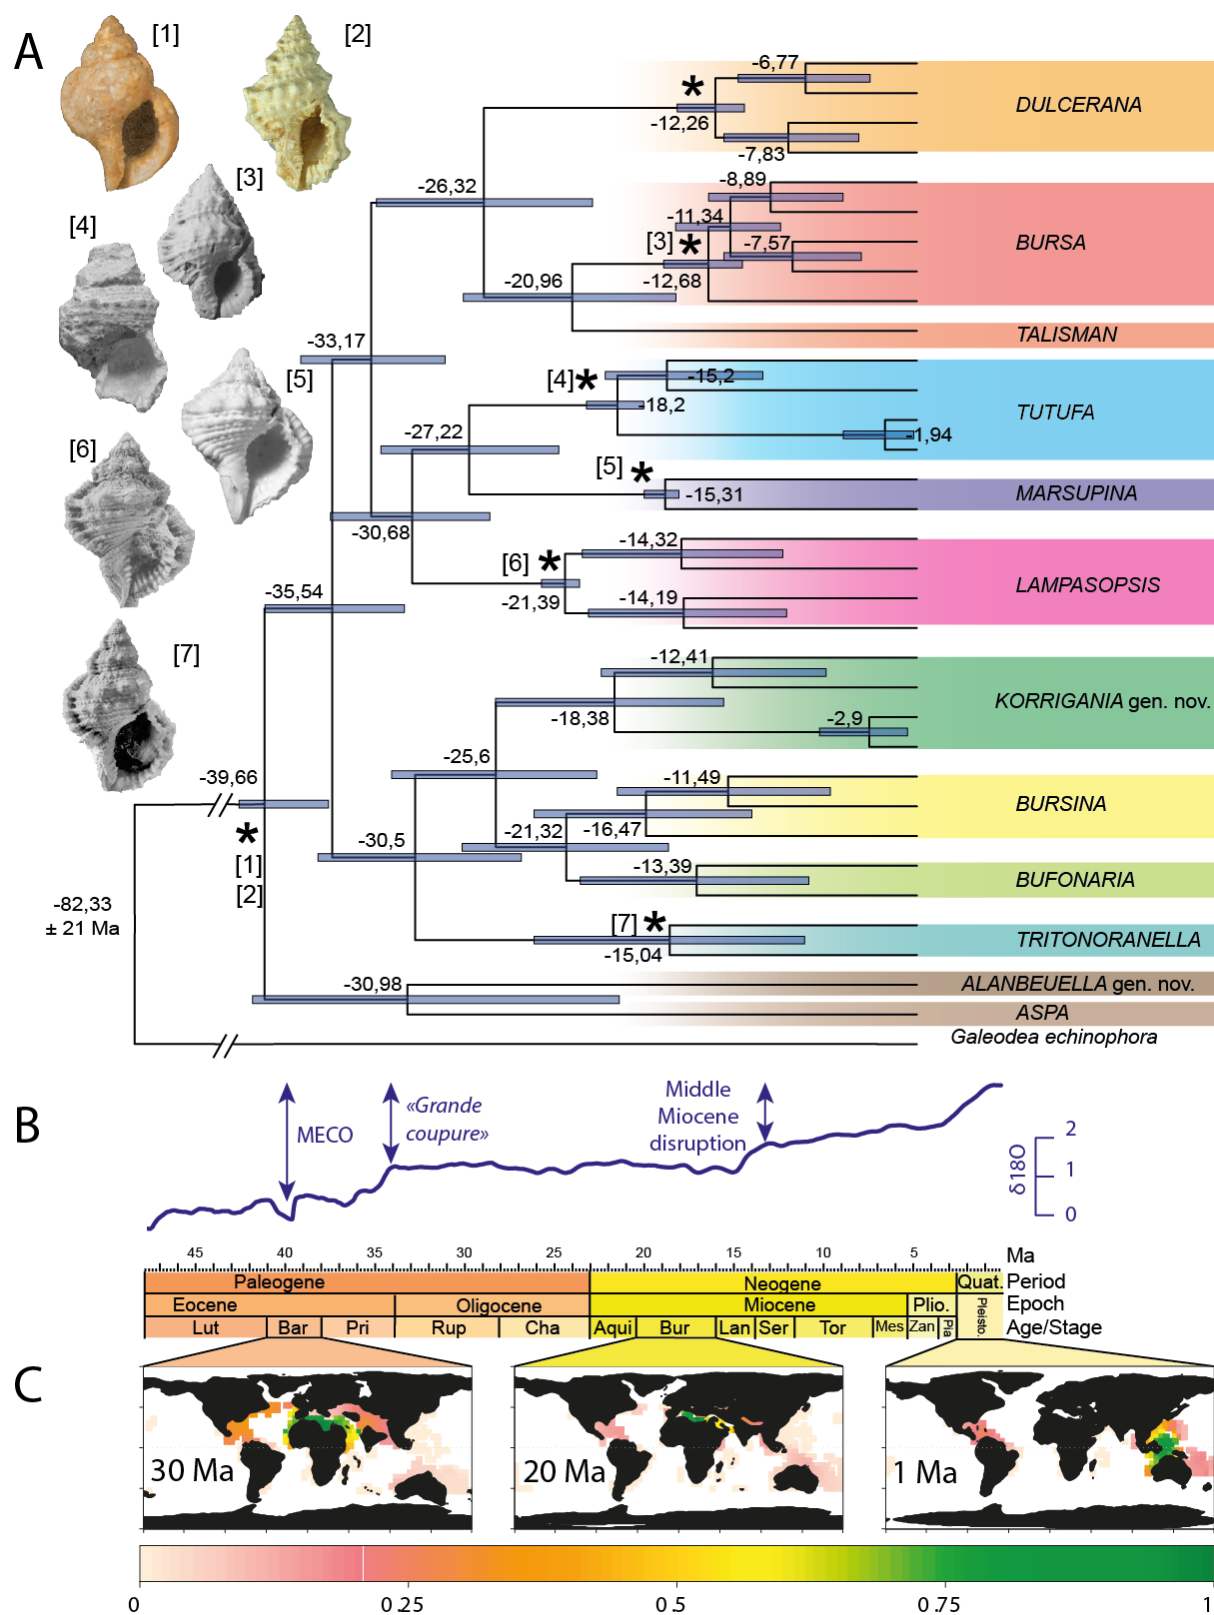 A
[1]
[2]
[3]
[4]
[5]
[6]
[7]
-6,77
*
-12,26
-7,83
DULCERANA
-26,32
-8,89
-11,34
[3] *
-7,57
-12,68
BURSA
-20,96
TALISMAN
-33,17
[4] *
-15,2
-18,2
-1,94
TUTUFA
-27,22
[5] *
-15,31
MARSUPINA
-30,68
[6] *
-14,32
-21,39
-14,19
LAMPASOPSIS
-35,54
-12,41
-18,38
-2,9
KORRIGANIA gen. nov.
-25,6
-11,49
-21,32
-16,47
BURSINA
-39,66
*
[1]
[2]
-30,5
-13,39
BUFONARIA
[7] *
-15,04
TRITONORANELLA
-82,33
± 21 Ma
-30,98
ALANBEUELLA gen. nov.
ASPA
Galeodea echinophora
B
MECO
«Grande
coupure»
Middle
Miocene
disruption
δ18O
2
1
0
45 40 35 30 25 20 15 10 5 Ma
Paleogene Neogene Quat. Period
Eocene Oligocene Miocene Plio. Pleisto. Epoch
Lut Bar Pri Rup Cha Aqui Bur Lan Ser Tor Mes Zan Pia Age/Stage
C
30 Ma
20 Ma
1 Ma
0 0.25 0.5 0.75 1